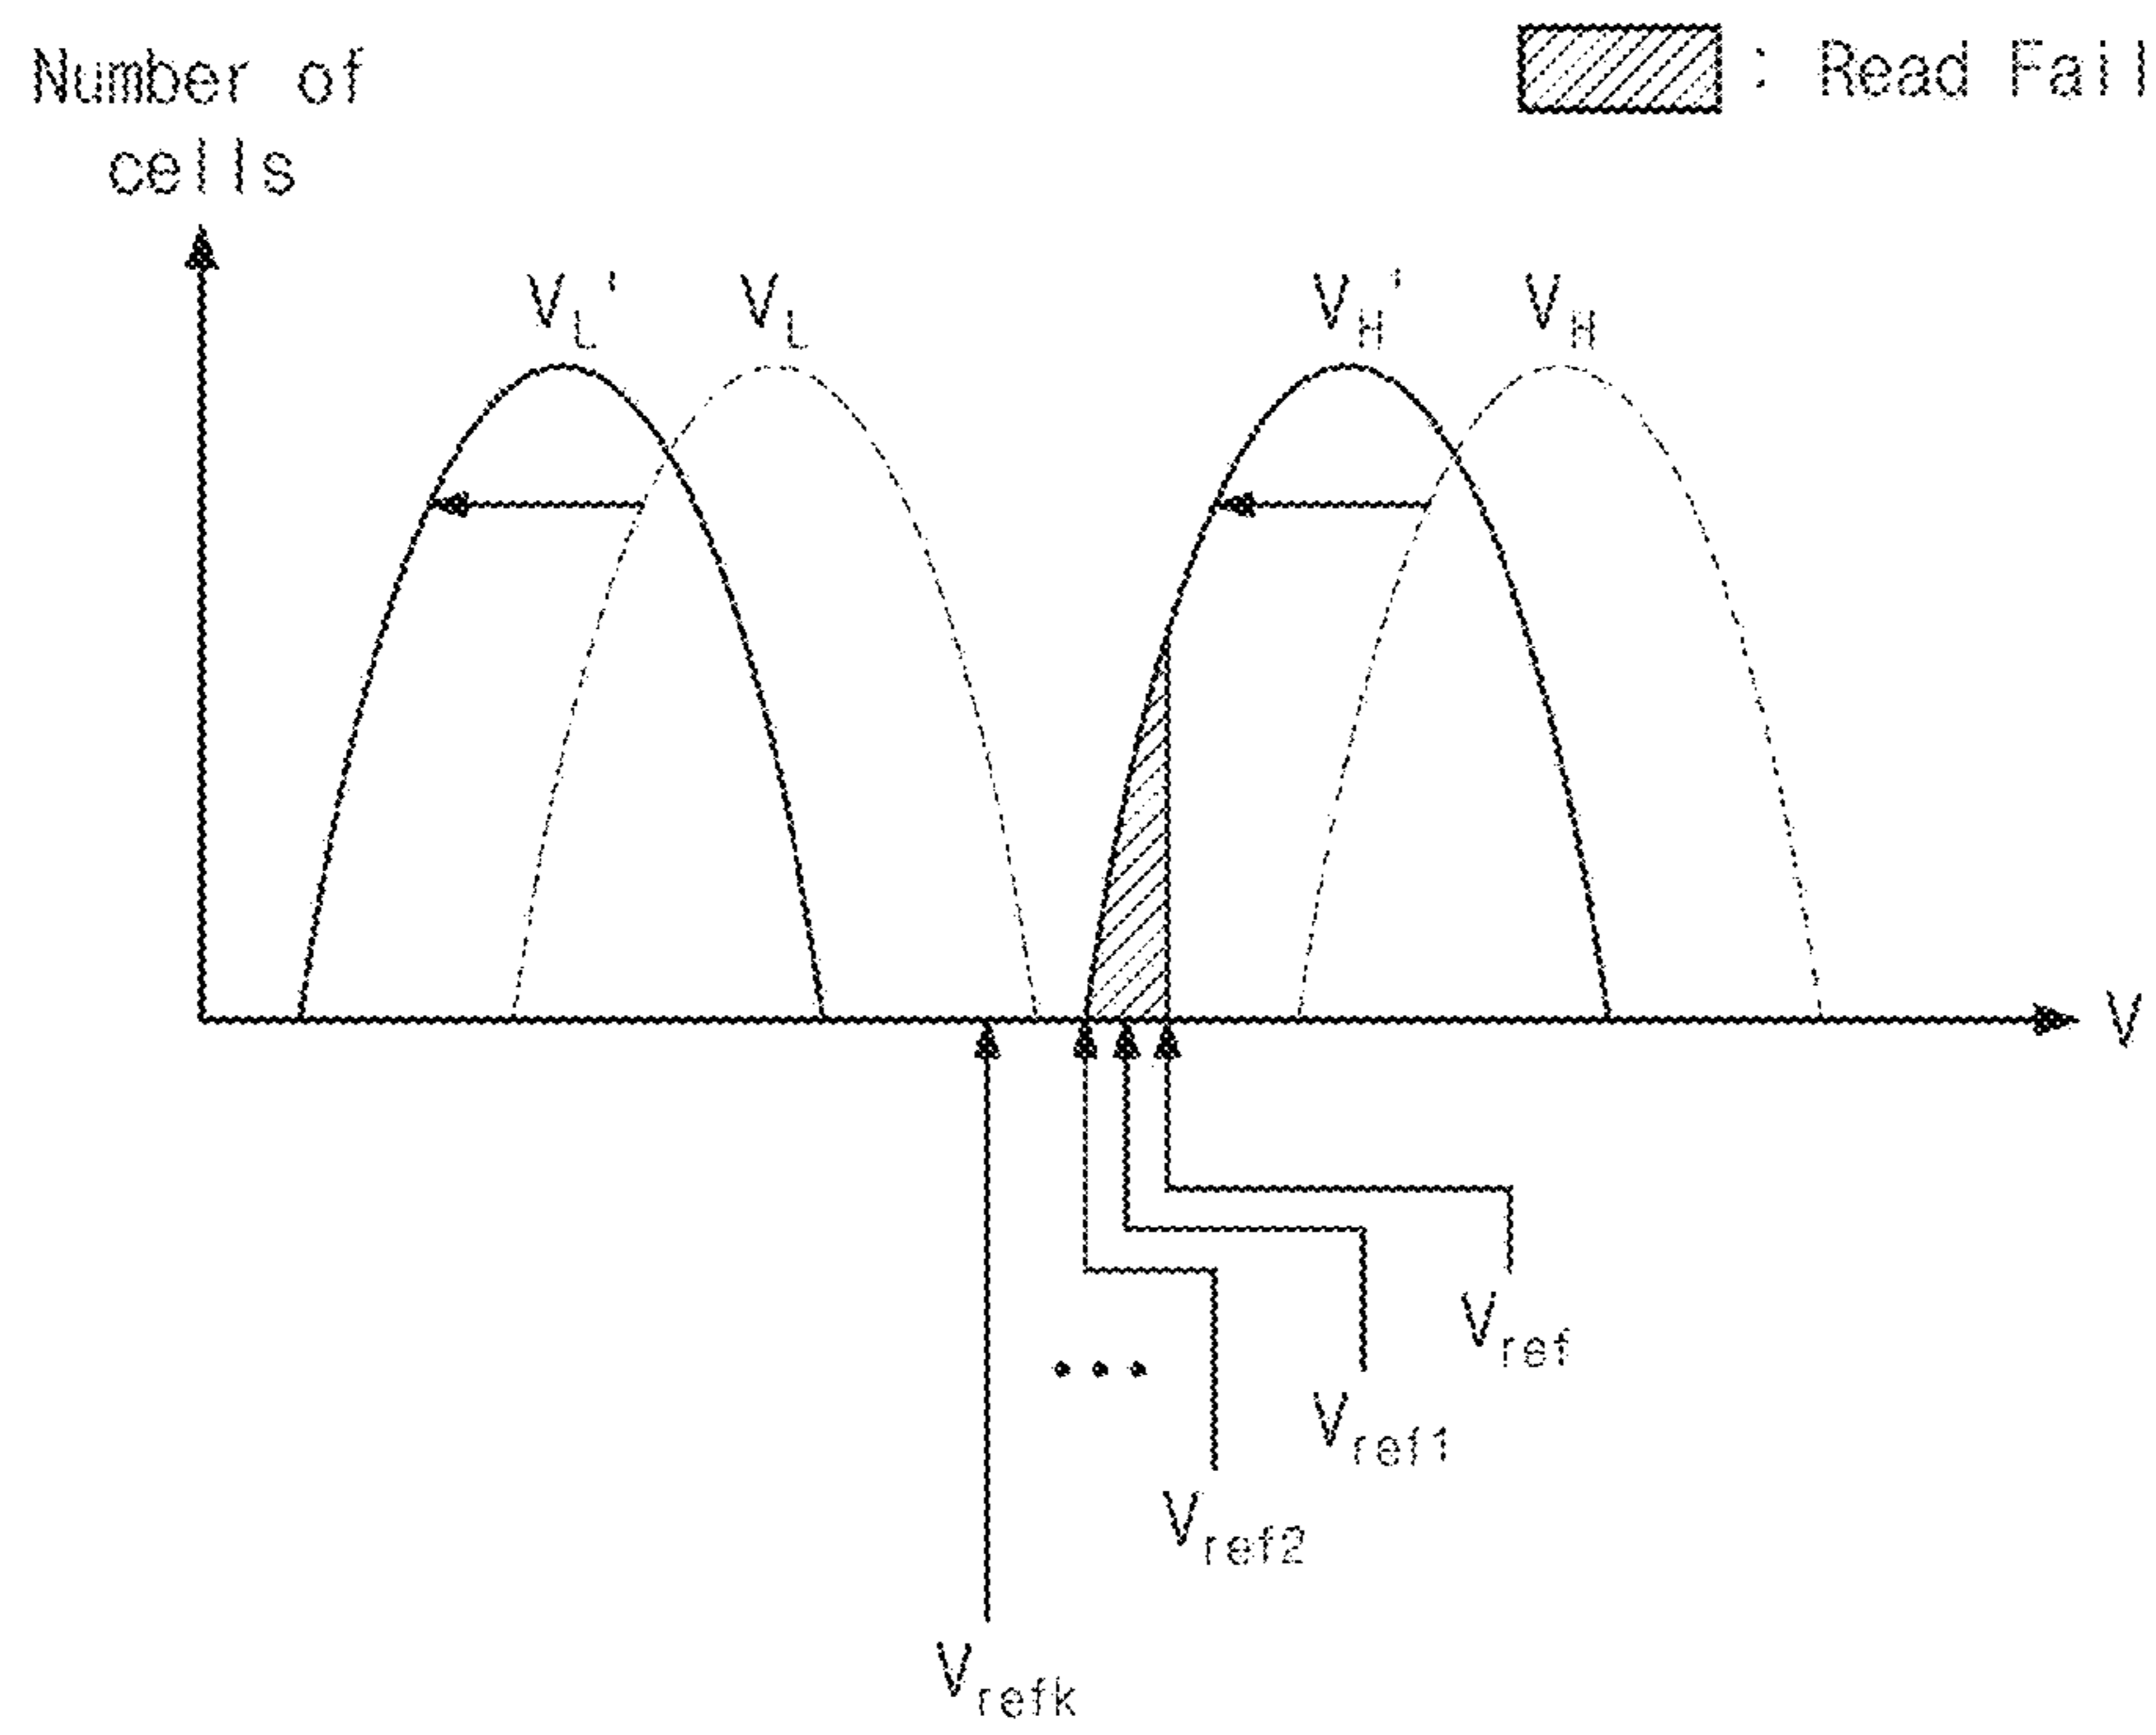 Number of
cells
: Read Fail
V_L'
V_L
V_H'
V_H
V
V_ref
V_ref1
V_ref2
V_refk